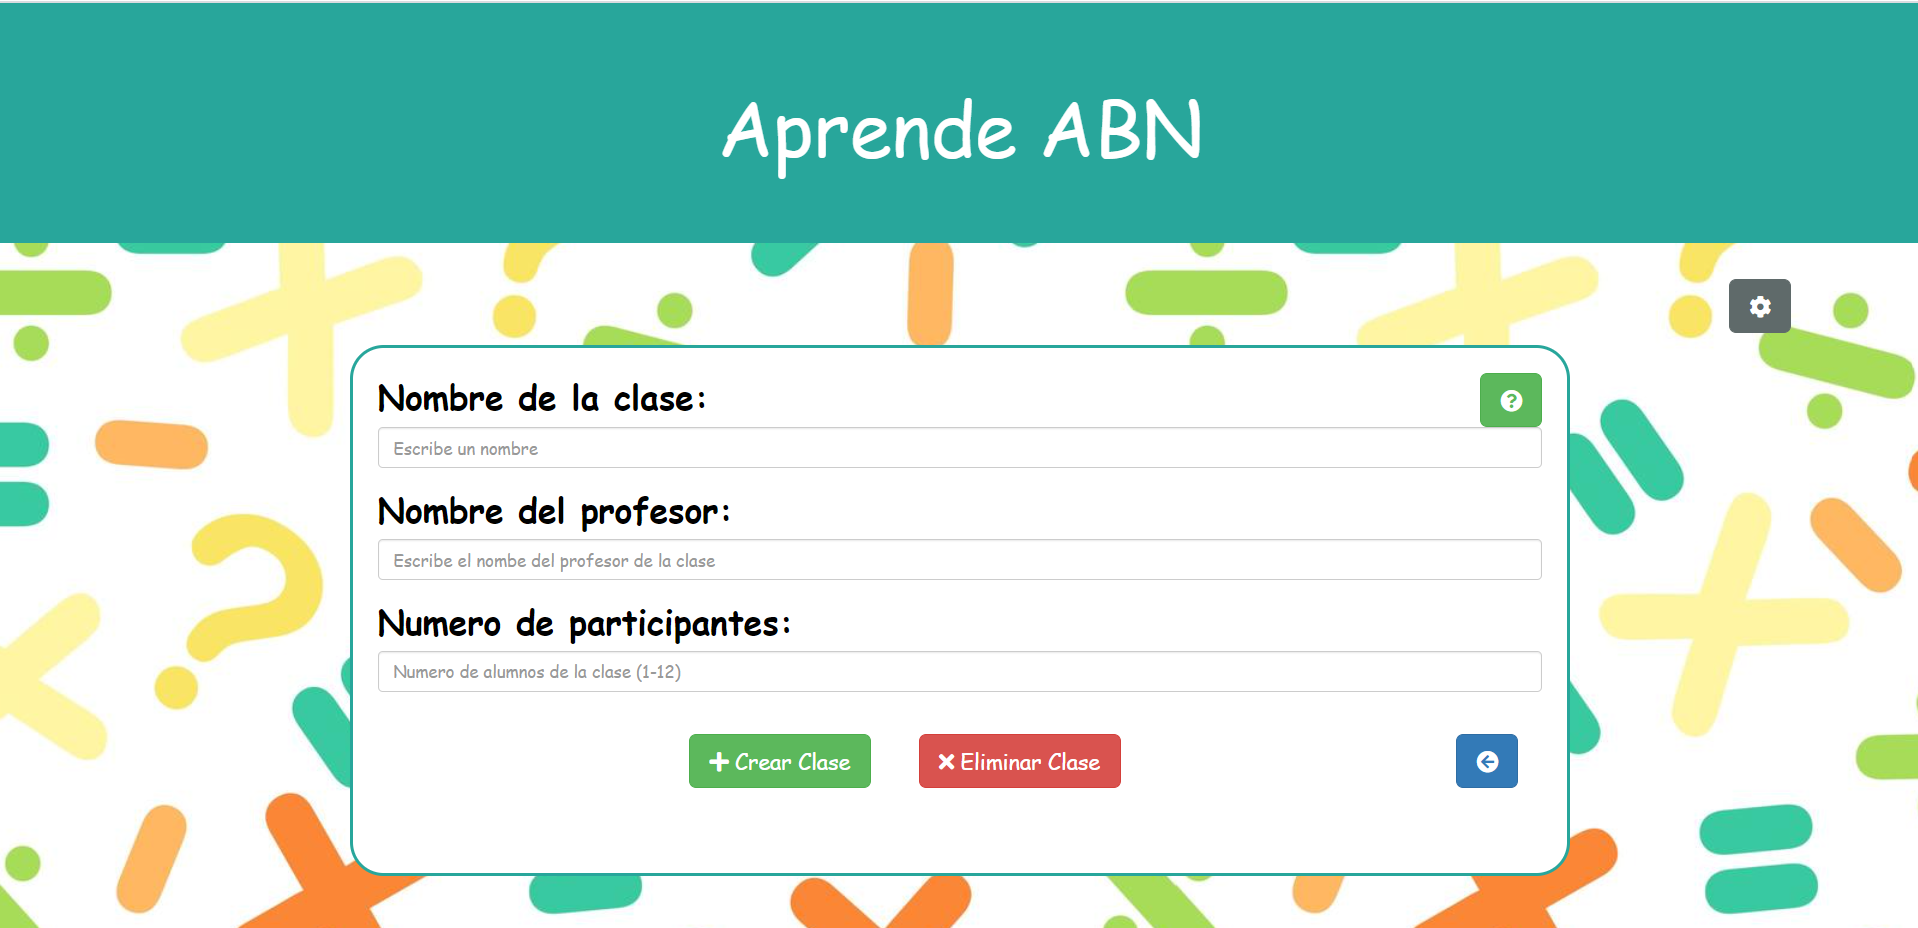 Aprende ABN
Nombre de la clase:
Escribe un nombre
Nombre del profesor:
Escribe el nombe del profesor de la clase
Numero de participantes:
Numero de alumnos de la clase (1-12)
Crear Clase
Eliminar Clase